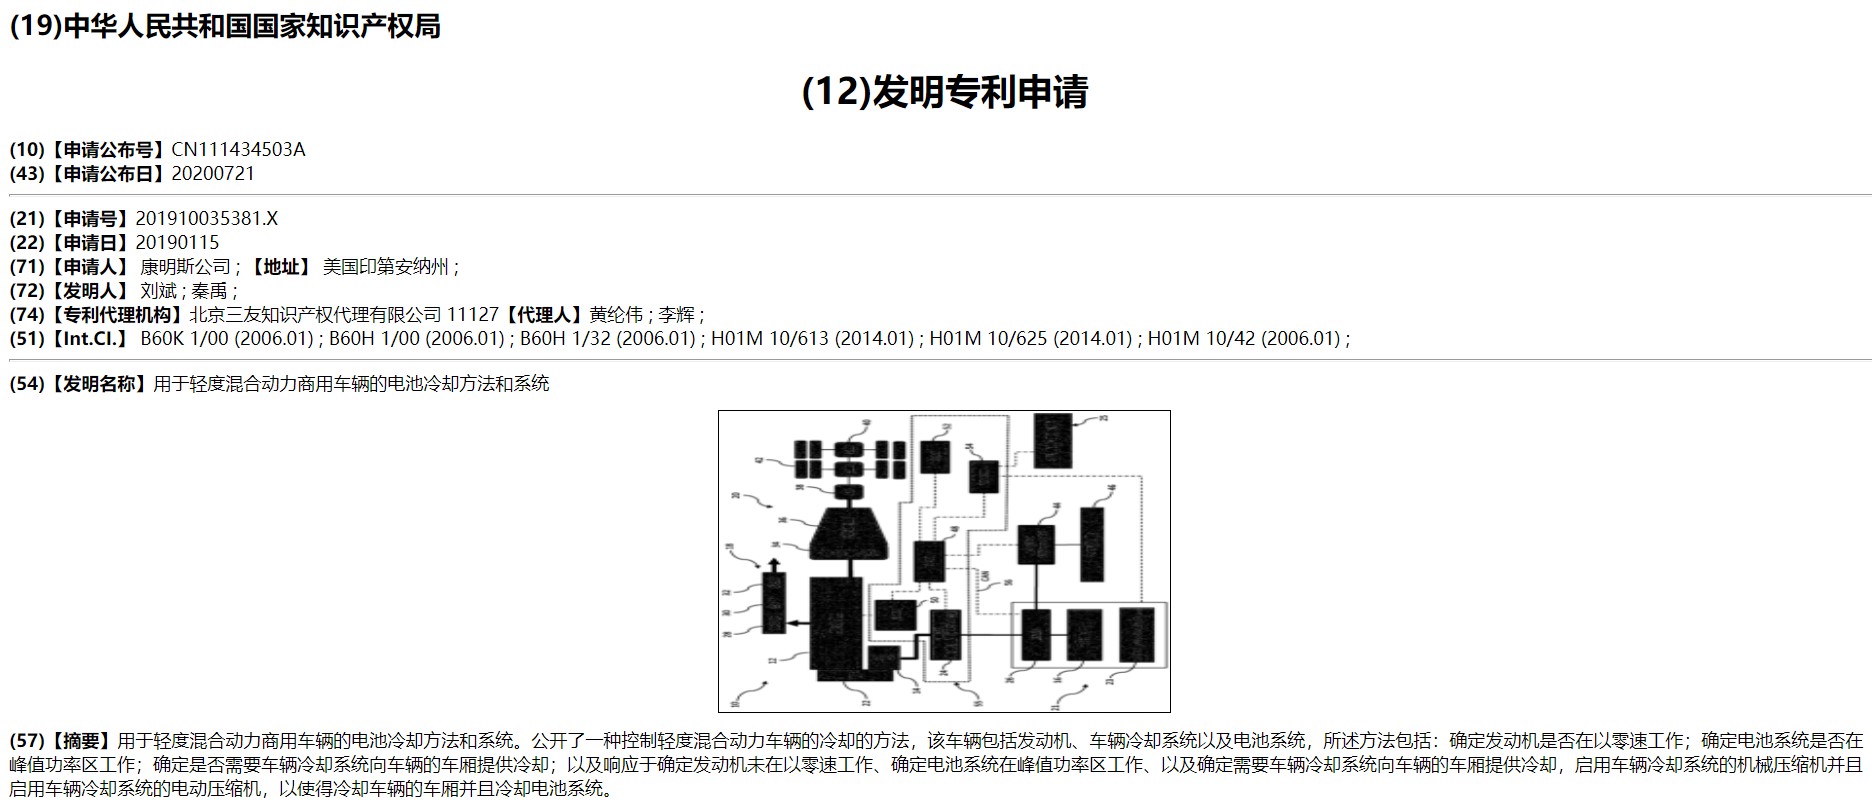 (19)中华人民共和国国家知识产权局
(12)发明专利申请
(10)【申请公布号】CN111434503A
(43)【申请公布日】20200721
(21)【申请号】201910035381.X
(22)【申请日】20190115
(71)【申请人】 康明斯公司 ; 【地址】 美国印第安纳州 ;
(72)【发明人】 刘斌 ; 秦禹 ;
(74)【专利代理机构】北京三友知识产权代理有限公司 11127【代理人】黄纶伟 ; 李辉 ;
(51)【Int.CI.】 B60K 1/00 (2006.01) ; B60H 1/00 (2006.01) ; B60H 1/32 (2006.01) ; H01M 10/613 (2014.01) ; H01M 10/625 (2014.01) ; H01M 10/42 (2006.01) ;
(54)【发明名称】用于轻度混合动力商用车辆的电池冷却方法和系统
CAN
(57)【摘要】用于轻度混合动力商用车辆的电池冷却方法和系统。公开了一种控制轻度混合动力车辆的冷却的方法，该车辆包括发动机、车辆冷却系统以及电池系统，所述方法包括：确定发动机是否在以零速工作；确定电池系统是否在
峰值功率区工作；确定是否需要车辆冷却系统向车辆的车厢提供冷却；以及响应于确定发动机未在以零速工作、确定电池系统在峰值功率区工作、以及确定需要车辆冷却系统向车辆的车厢提供冷却，启用车辆冷却系统的机械压缩机并且
启用车辆冷却系统的电动压缩机，以使得冷却车辆的车厢并且冷却电池系统。